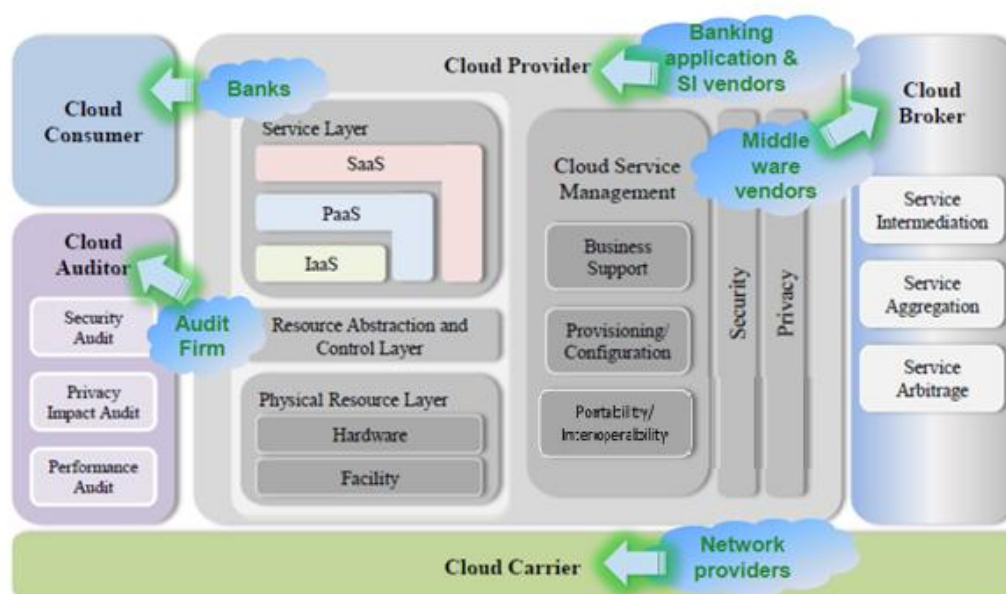 Cloud
Consumer
Banks
Cloud
Auditor
Security
Audit
Privacy
Impact Audit
Performance
Audit
Audit
Firm
Cloud Provider
Banking
application &
SI vendors
Service Layer
SaaS
PaaS
IaaS
Resource Abstraction and
Control Layer
Physical Resource Layer
Hardware
Facility
Cloud Service
Management
Business
Support
Provisioning/
Configuration
Portability/
Interoperability
Security
Privacy
Middle
ware
vendors
Cloud
Broker
Service
Intermediation
Service
Aggregation
Service
Arbitrage
Cloud Carrier
Network
providers